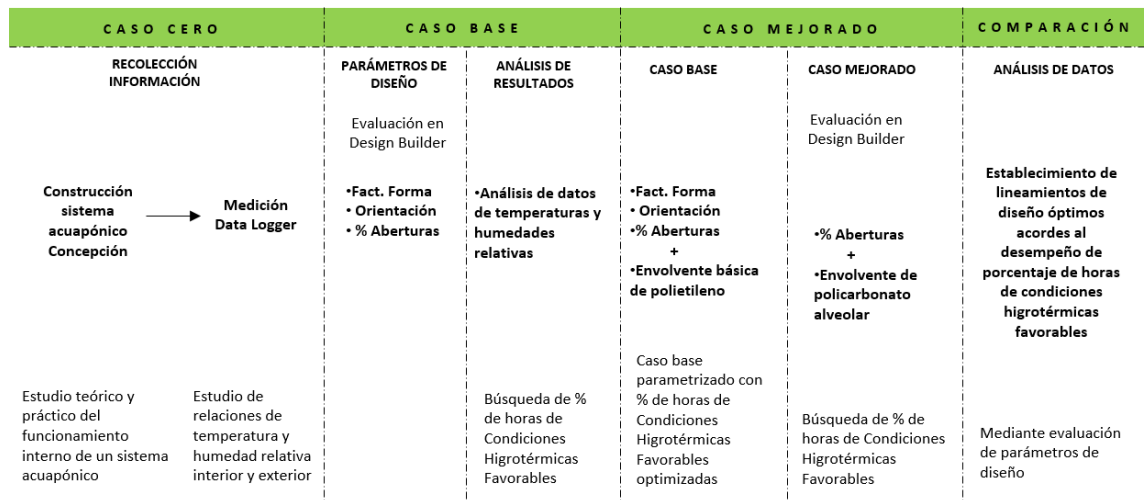 CASO CERO
CASO BASE
CASO MEJORADO
COMPARACIÓN
RECOLECCIÓN
INFORMACIÓN
Construcción
sistema
acuapónico
Concepción
Medición
Data Logger
Estudio teórico y
práctico del
funcionamiento
interno de un sistema
acuapónico
Estudio de
relaciones de
temperatura y
humedad relativa
interior y exterior
PARÁMETROS DE
DISEÑO
Evaluación en
Design Builder
•Fact. Forma
• Orientación
• % Aberturas
ANÁLISIS DE
RESULTADOS
•Análisis de datos
de temperaturas y
humedades
relativas
Búsqueda de %
de horas de
Condiciones
Higrotérmicas
Favorables
CASO BASE
•Fact. Forma
• Orientación
•% Aberturas
+
•Envolvente básica
de polietileno
Caso base
parametrizado con
% de horas de
Condiciones
Higrotérmicas
Favorables
optimizadas
CASO MEJORADO
Evaluación en
Design Builder
•% Aberturas
+
•Envolvente de
policarbonato
alveolar
Búsqueda de % de
horas de Condiciones
Higrotérmicas
Favorables
ANÁLISIS DE DATOS
Establecimiento de
lineamientos de
diseño óptimos
acordes al
desempeño de
porcentaje de horas
de condiciones
higrotérmicas
favorables
Mediante evaluación
de parámetros de
diseño